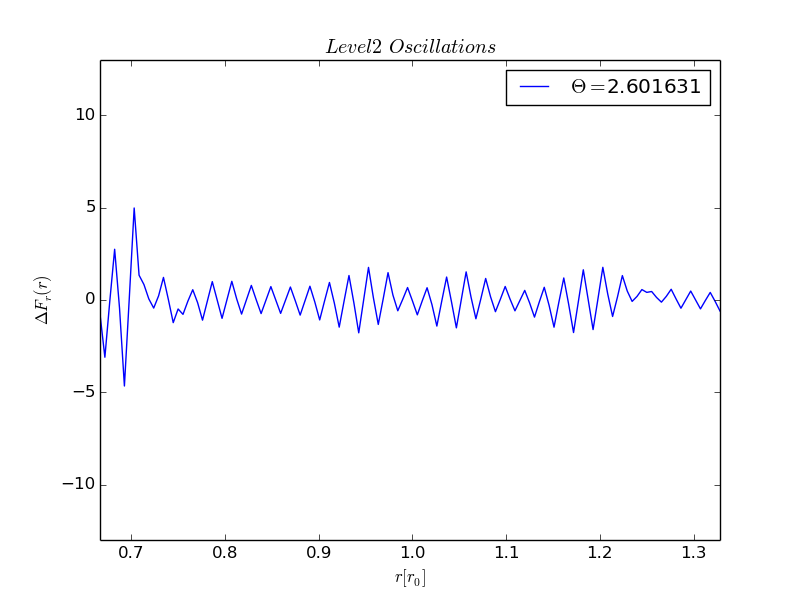 Level2 Oscillations
Θ = 2.601631
10
5
0
−5
−10
ΔF_r(r)
0.7 0.8 0.9 1.0 1.1 1.2 1.3
r[r_0]